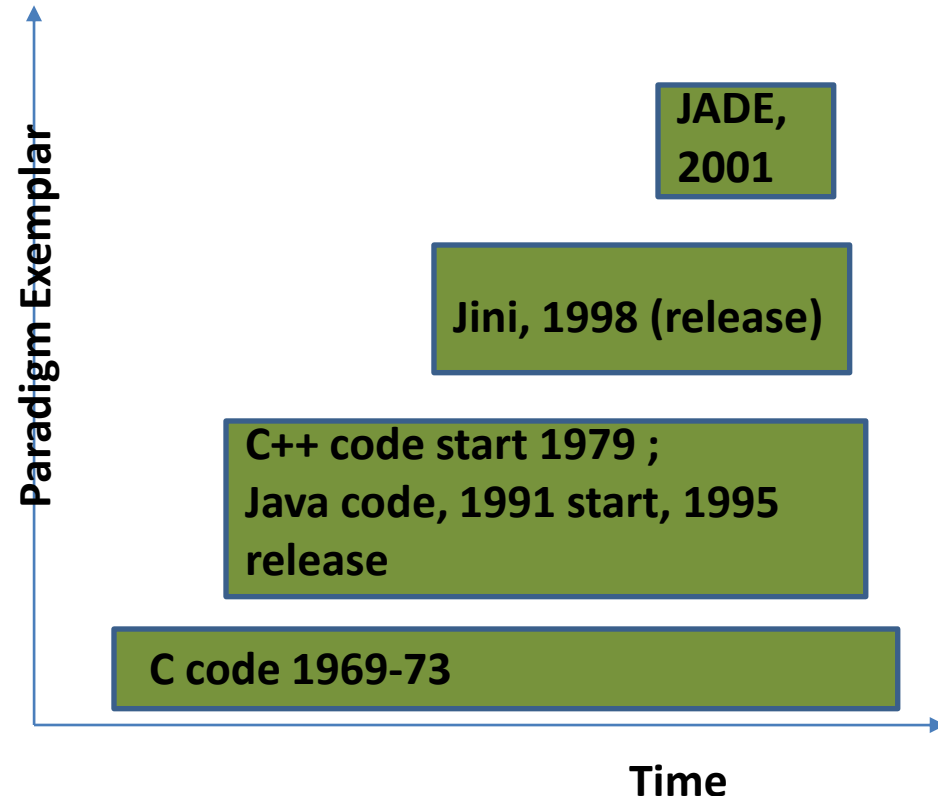 Paradigm Exemplar
JADE,
2001
Jini, 1998 (release)
C++ code start 1979 ;
Java code, 1991 start, 1995
release
C code 1969-73
Time